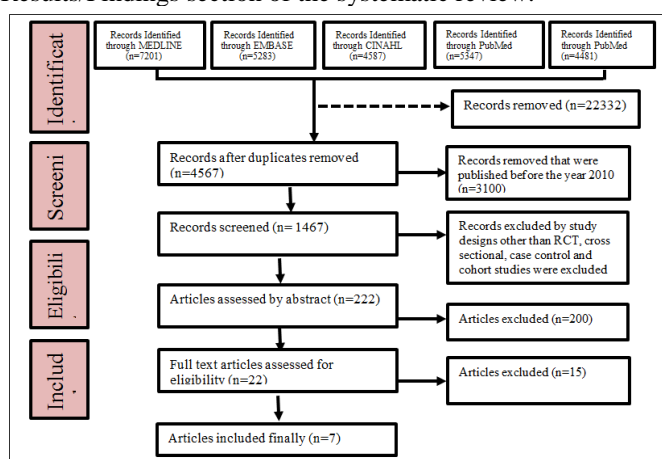 Results/Findings section of the systematic review.
Identificat
Records Identified
through MEDLINE
(n=7201)
Records Identified
through EMBASE
(n=5283)
Records Identified
through CINAHL
(n=4587)
Records Identified
through PubMed
(n=5347)
Records Identified
through PubMed
(n=4481)
Records removed (n=22332)
Screeni
Records after duplicates removed
(n=4567)
Records removed that were
published before the year 2010
(n=3100)
Records screened (n= 1467)
Records excluded by study
designs other than RCT, cross
sectional, case control and
cohort studies were excluded
Eligibili
.
Articles assessed by abstract (n=222)
Articles excluded (n=200)
Includ
.
Full text articles assessed for
eligibility (n=22)
Articles excluded (n=15)
Articles included finally (n=7)